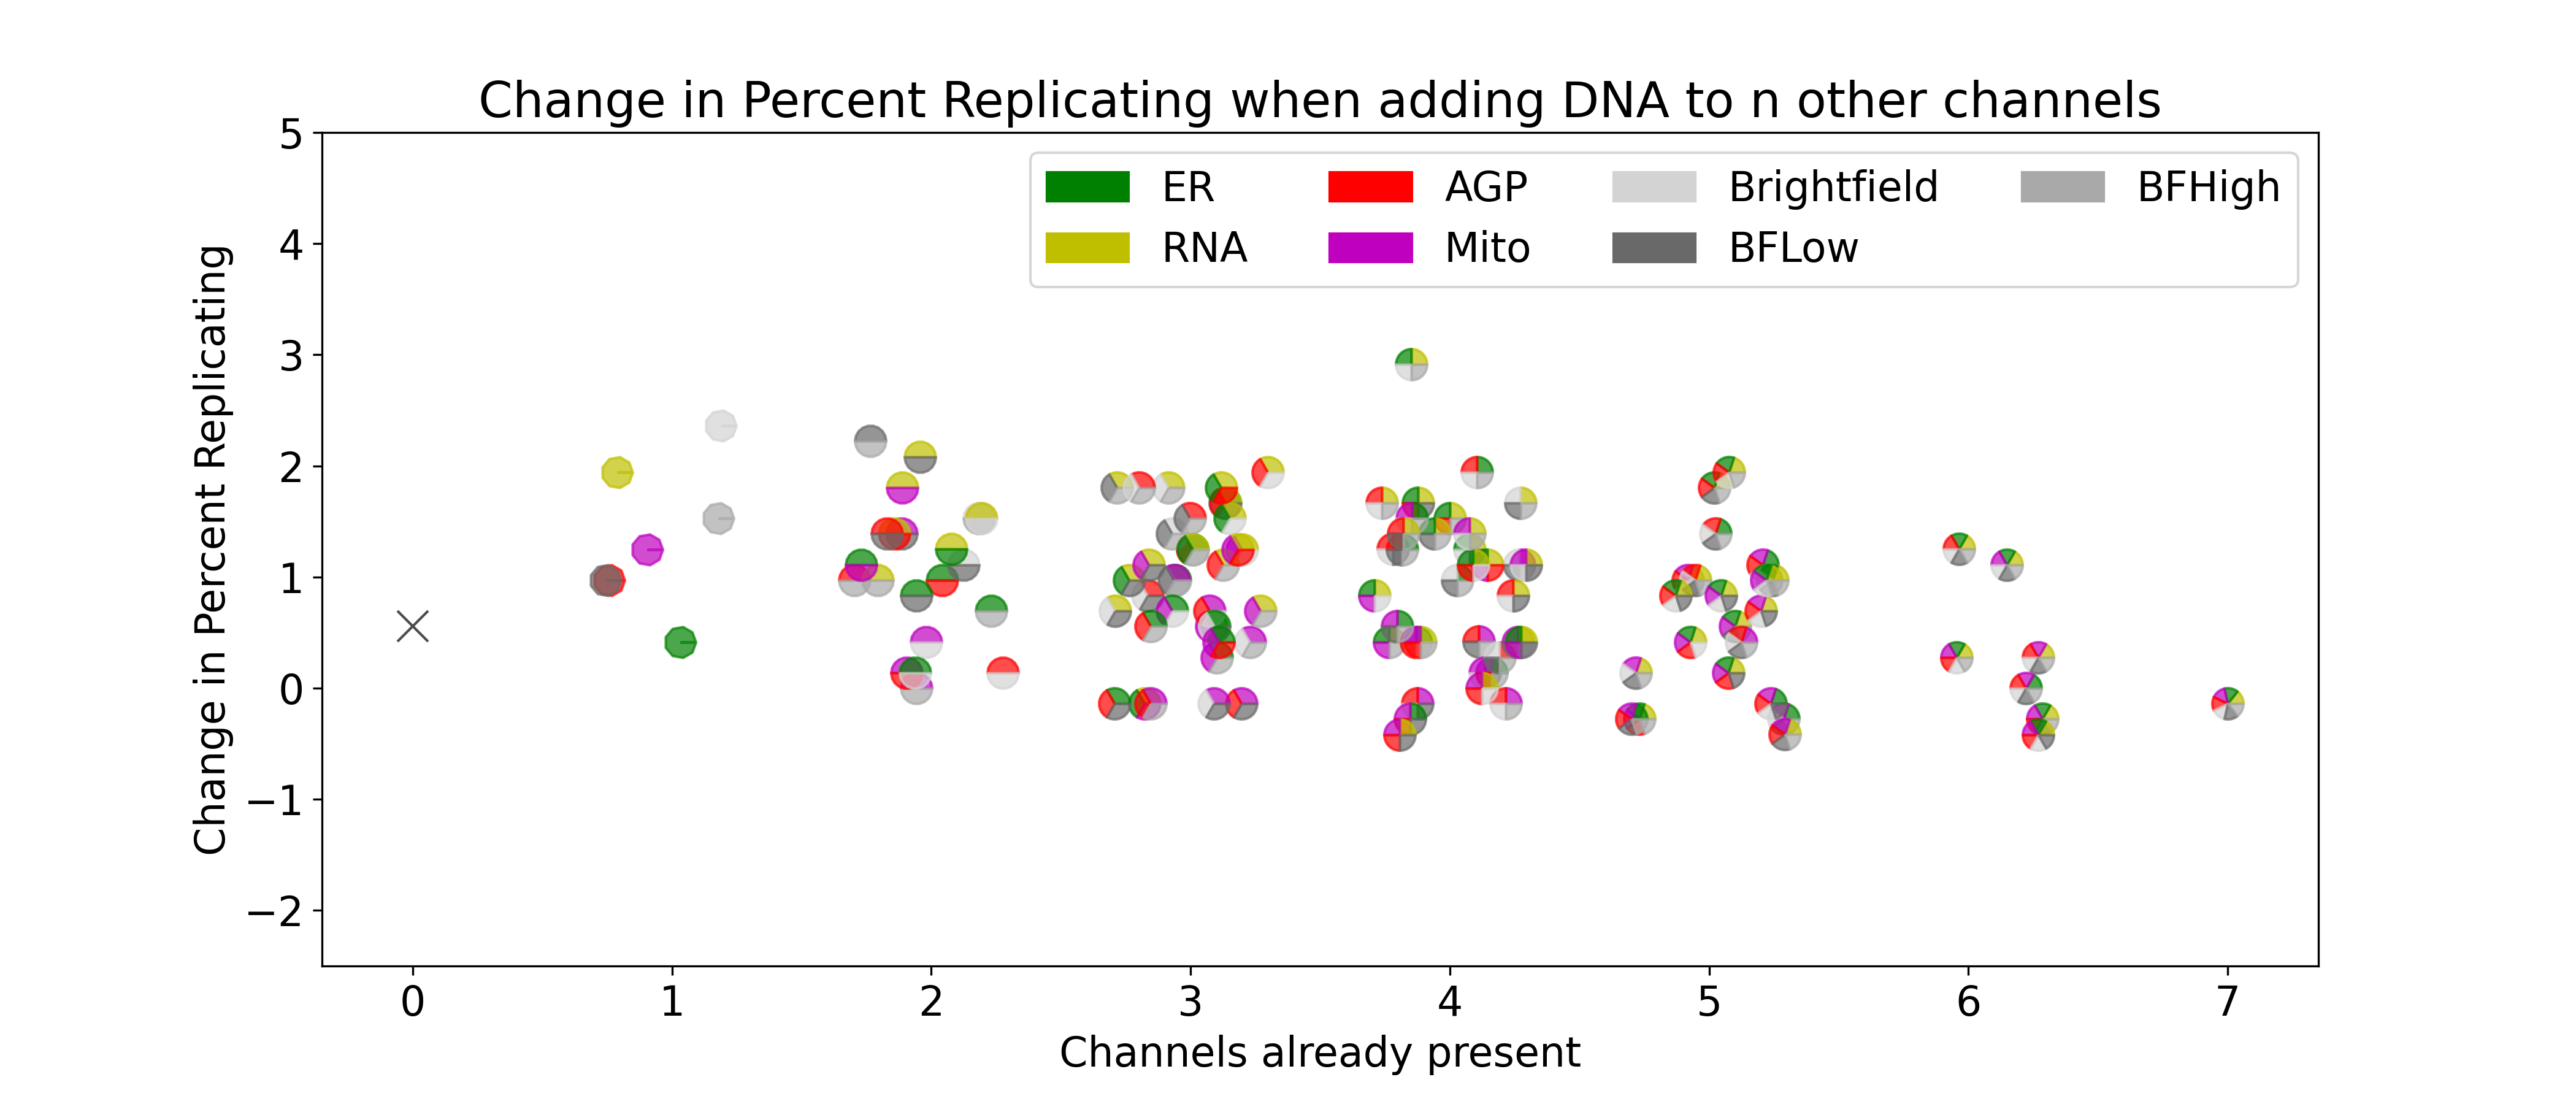 Change in Percent Replicating when adding DNA to n other channels
5
4
3
2
1
0
−1
−2
Change in Percent Replicating
ER AGP Brightfield BFHigh
RNA Mito BFLow
0 1 2 3 4 5 6 7
Channels already present